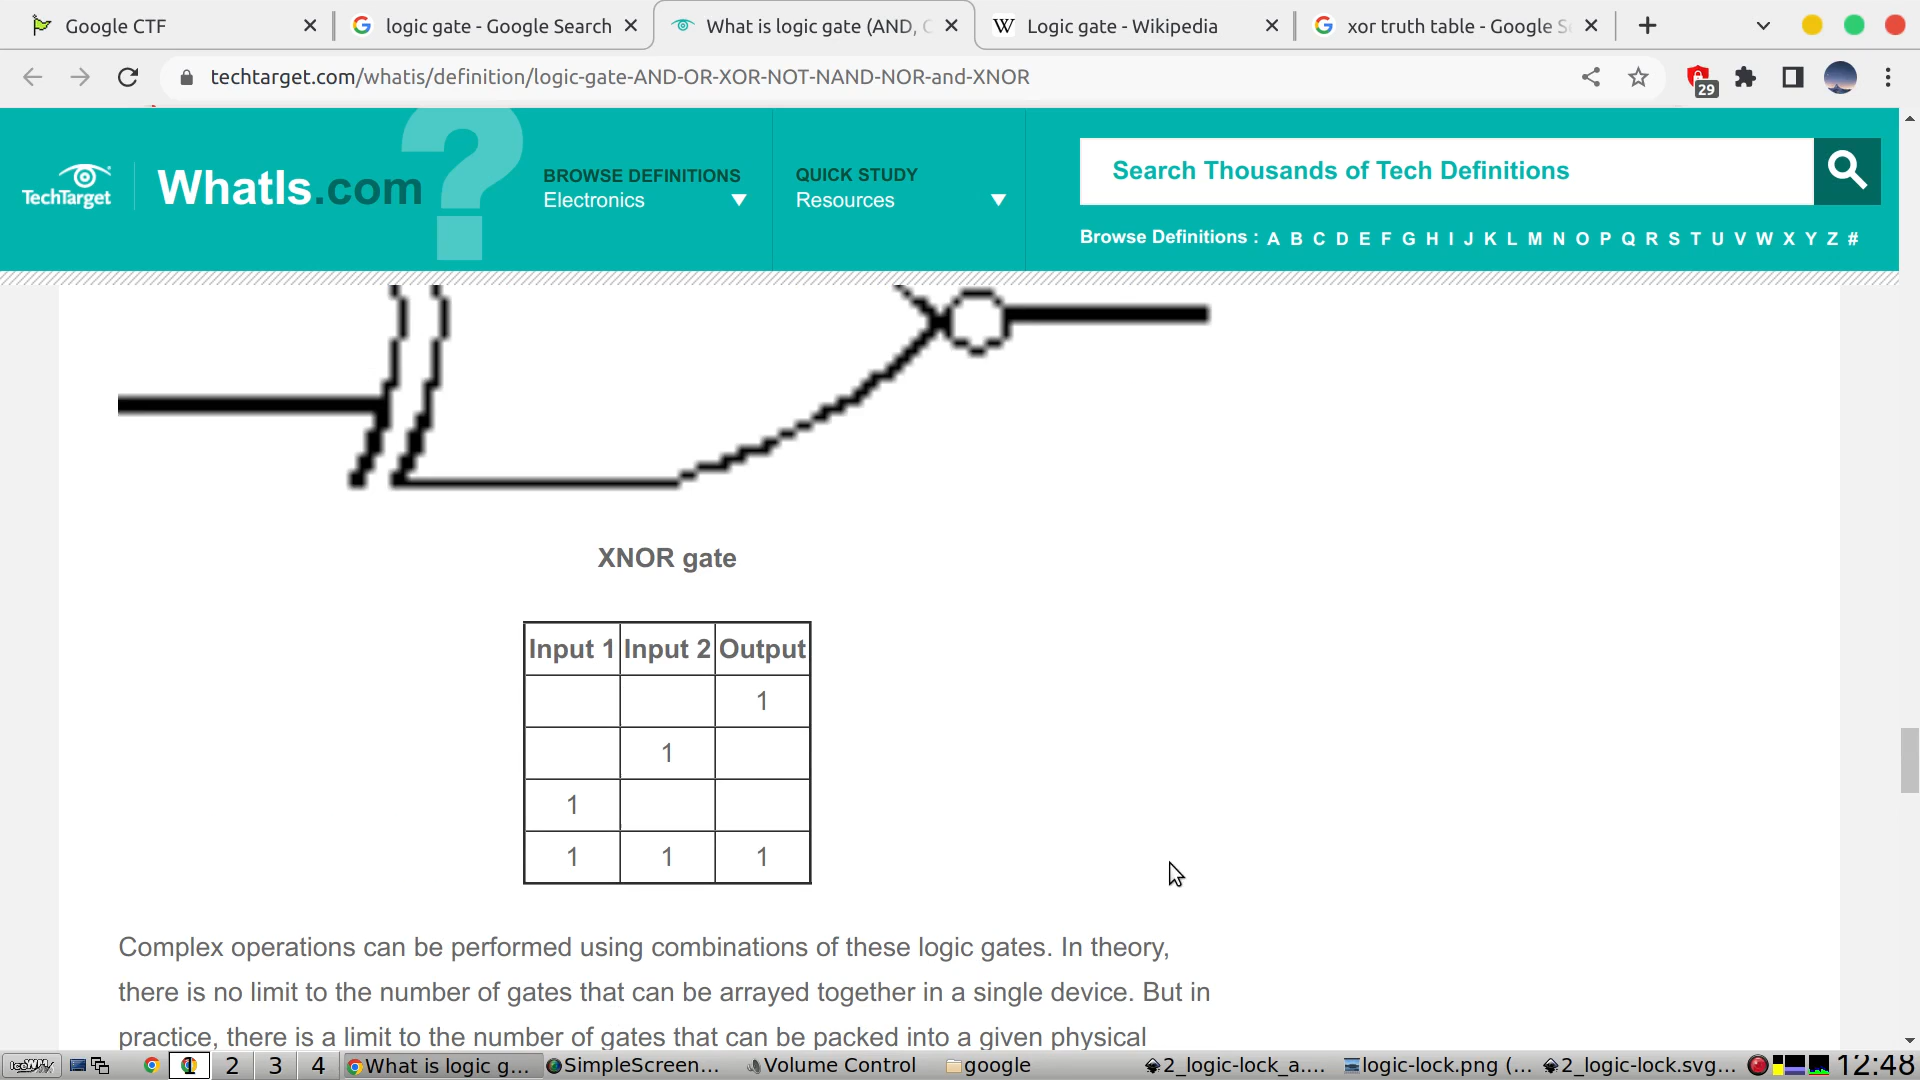 Google CTF
logic gate - Google Search
What is logic gate (AND, O
W Logic gate - Wikipedia
xor truth table - Google S
techtarget.com/whatis/definition/logic-gate-AND-OR-XOR-NOT-NAND-NOR-and-XNOR
29
TechTarget
WhatIs.com
?
BROWSE DEFINITIONS
Electronics
QUICK STUDY
Resources
Search Thousands of Tech Definitions
Browse Definitions : A B C D E F G H I J K L M N O P Q R S T U V W X Y Z #
XNOR gate
Input 1 Input 2 Output
1
1
1
1 1 1
Complex operations can be performed using combinations of these logic gates. In theory,
there is no limit to the number of gates that can be arrayed together in a single device. But in
practice, there is a limit to the number of gates that can be packed into a given physical
IceWM 1 2 3 4 What is logic g... SimpleScreen... Volume Control google 2_logic-lock_a.... logic-lock.png (... 2_logic-lock.svg... 12:48